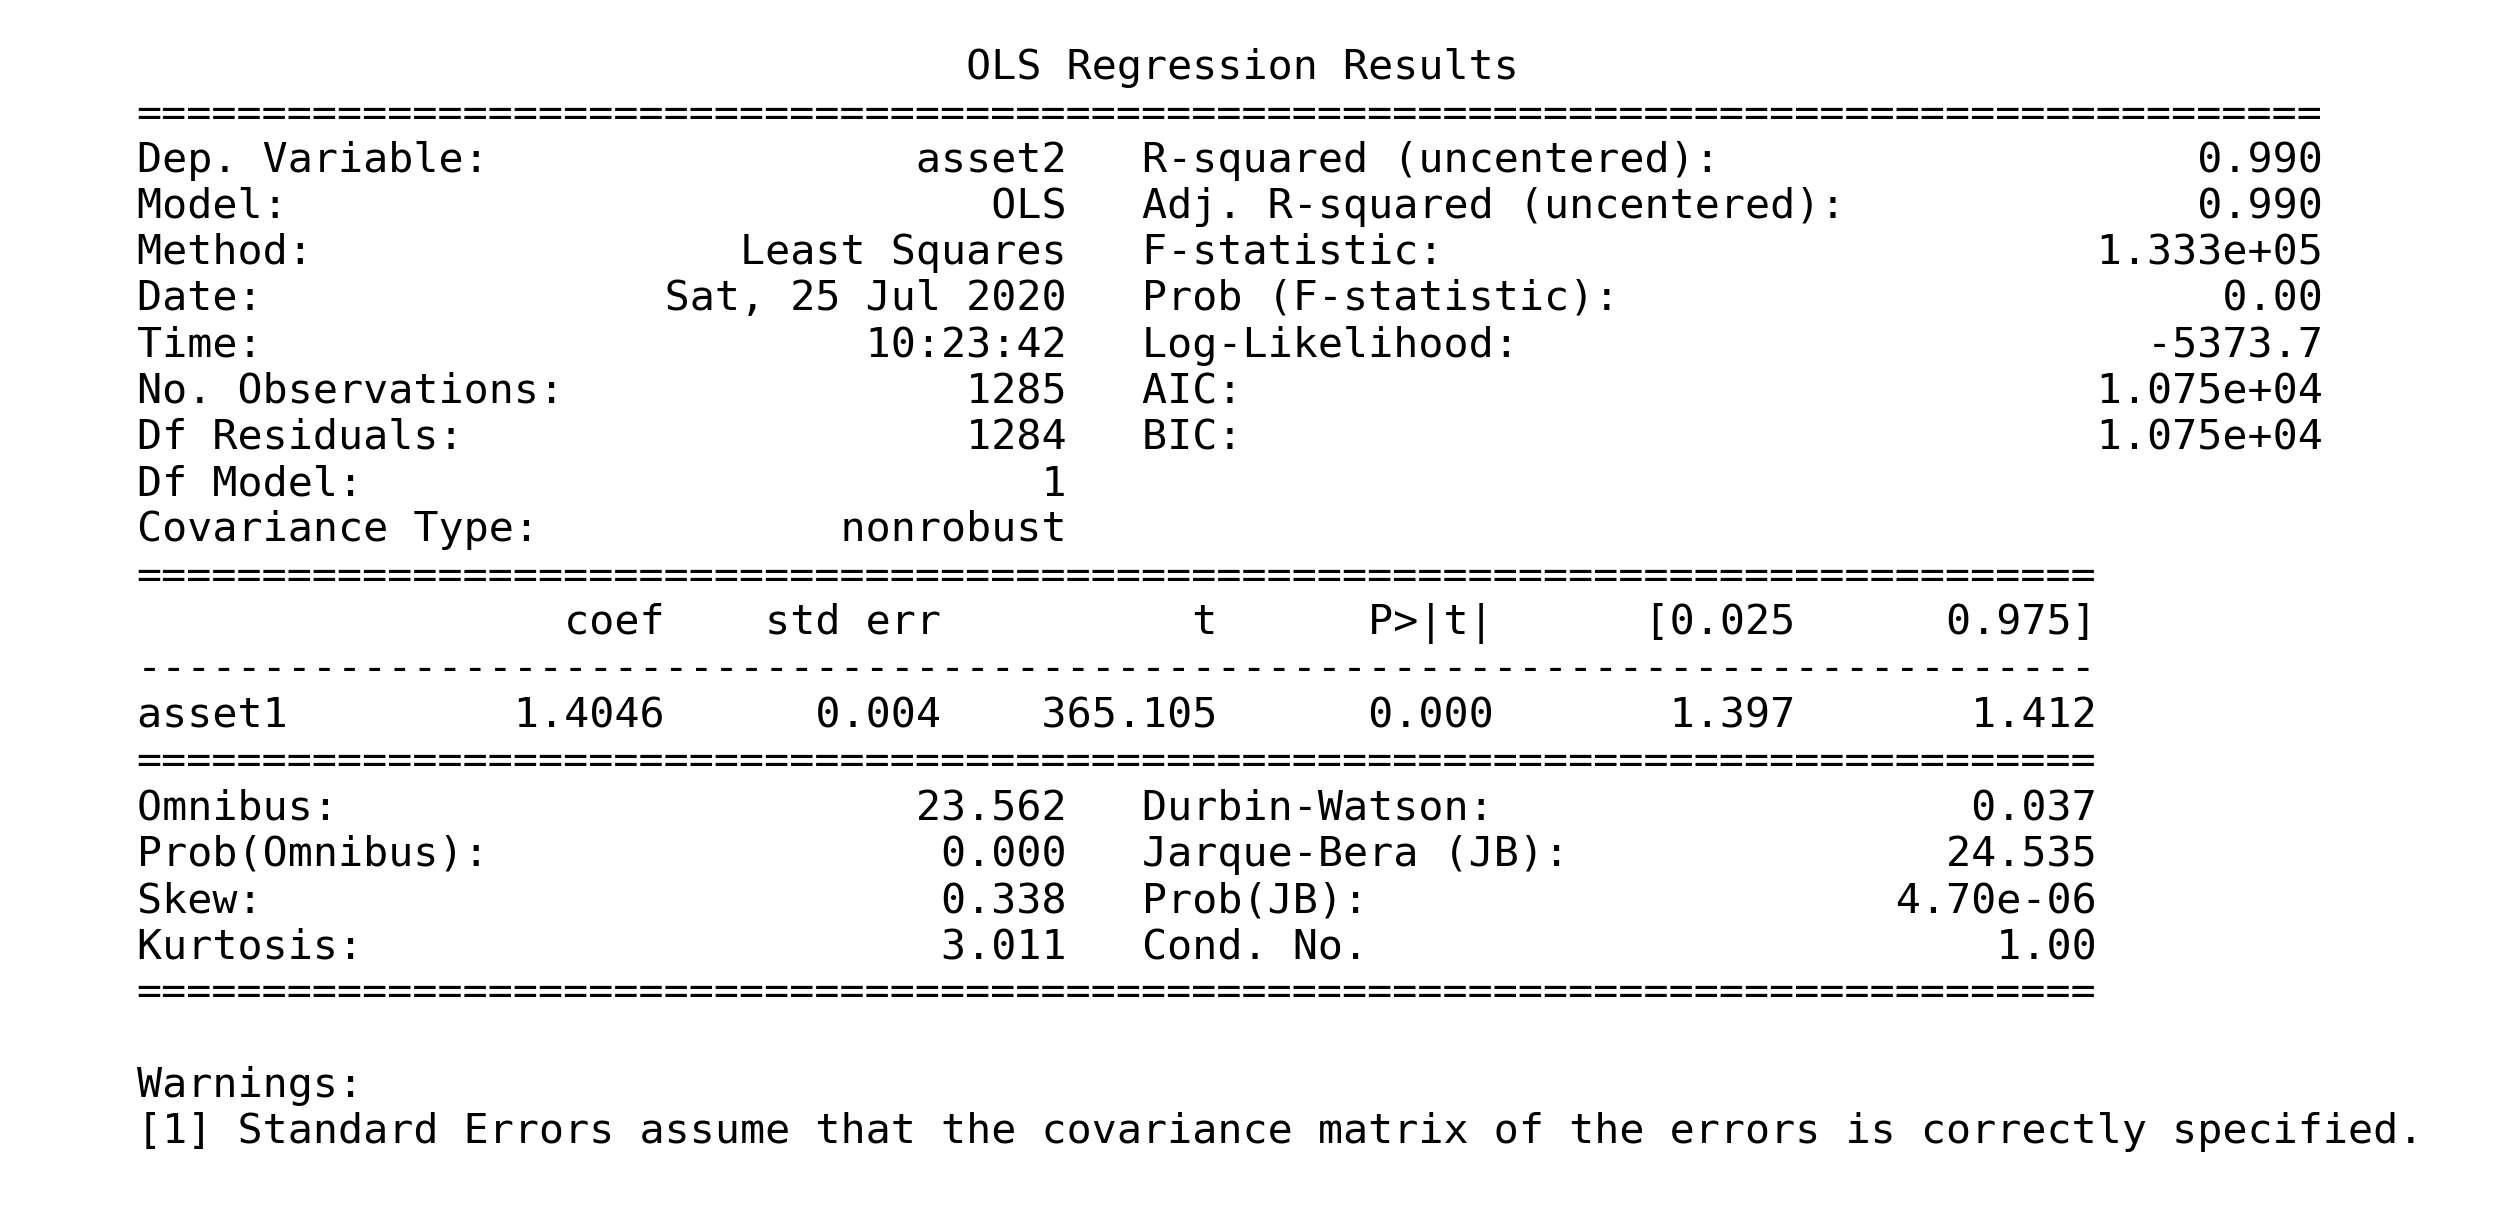 OLS Regression Results
=======================================================================================
Dep. Variable:                 asset2   R-squared (uncentered):                   0.990
Model:                            OLS   Adj. R-squared (uncentered):              0.990
Method:                 Least Squares   F-statistic:                          1.333e+05
Date:                Sat, 25 Jul 2020   Prob (F-statistic):                        0.00
Time:                        10:23:42   Log-Likelihood:                         -5373.7
No. Observations:                1285   AIC:                                  1.075e+04
Df Residuals:                    1284   BIC:                                  1.075e+04
Df Model:                           1
Covariance Type:            nonrobust
==============================================================================
                 coef    std err          t      P>|t|      [0.025      0.975]
------------------------------------------------------------------------------
asset1         1.4046      0.004    365.105      0.000       1.397       1.412
==============================================================================
Omnibus:                       23.562   Durbin-Watson:                   0.037
Prob(Omnibus):                  0.000   Jarque-Bera (JB):               24.535
Skew:                           0.338   Prob(JB):                     4.70e-06
Kurtosis:                       3.011   Cond. No.                         1.00
==============================================================================

Warnings:
[1] Standard Errors assume that the covariance matrix of the errors is correctly specified.